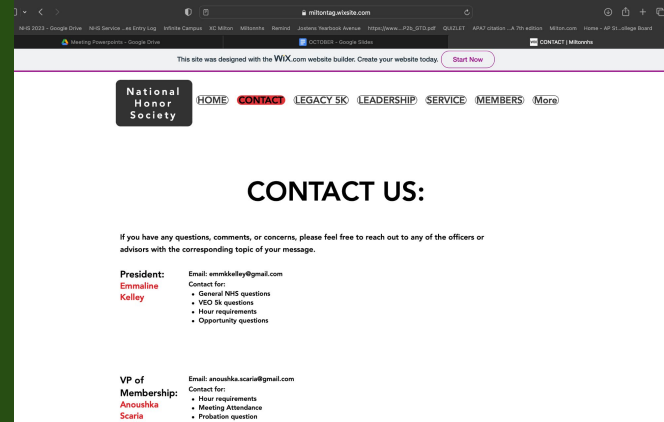 miltontag.wixsite.com
NHS 2023 - Google Drive NHS Service ...es Entry Log Infinite Campus XC Milton Miltonnhs Remind Jostens Yearbook Avenue https://www....P2b_GTD.pdf QUIZLET APA7 citation ...A 7th edition Milton.com Home - AP St...ollege Board
Meeting Powerpoints - Google Drive OCTOBER - Google Slides CONTACT | Miltonnhs
This site was designed with the WiX.com website builder. Create your website today. Start Now
National
Honor
Society
HOME CONTACT LEGACY 5K LEADERSHIP SERVICE MEMBERS More
CONTACT US:
If you have any questions, comments, or concerns, please feel free to reach out to any of the officers or
advisors with the corresponding topic of your message.
President:
Emmaline
Kelley
Email: emmkkelley@gmail.com
Contact for:
• General NHS questions
• VEO 5k questions
• Hour requirements
• Opportunity questions
VP of
Membership:
Anoushka
Scaria
Email: anoushka.scaria@gmail.com
Contact for:
• Hour requirements
• Meeting Attendance
• Probation question